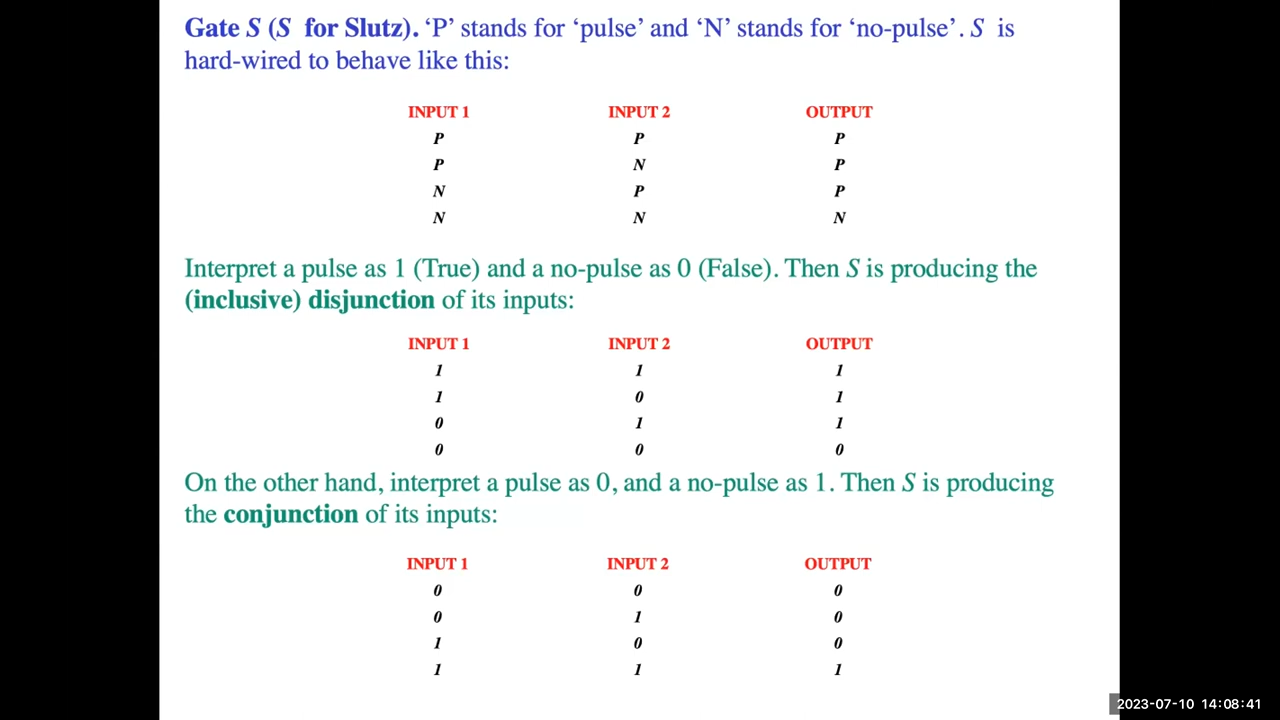 Gate S (S for Slutz). ‘P’ stands for ‘pulse’ and ‘N’ stands for ‘no-pulse’. S is
hard-wired to behave like this:
INPUT 1 INPUT 2 OUTPUT
P P P
P N P
N P P
N N N
Interpret a pulse as 1 (True) and a no-pulse as 0 (False). Then S is producing the
(inclusive) disjunction of its inputs:
INPUT 1 INPUT 2 OUTPUT
1 1 1
1 0 1
0 1 1
0 0 0
On the other hand, interpret a pulse as 0, and a no-pulse as 1. Then S is producing
the conjunction of its inputs:
INPUT 1 INPUT 2 OUTPUT
0 0 0
0 1 0
1 0 0
1 1 1
2023-07-10 14:08:41